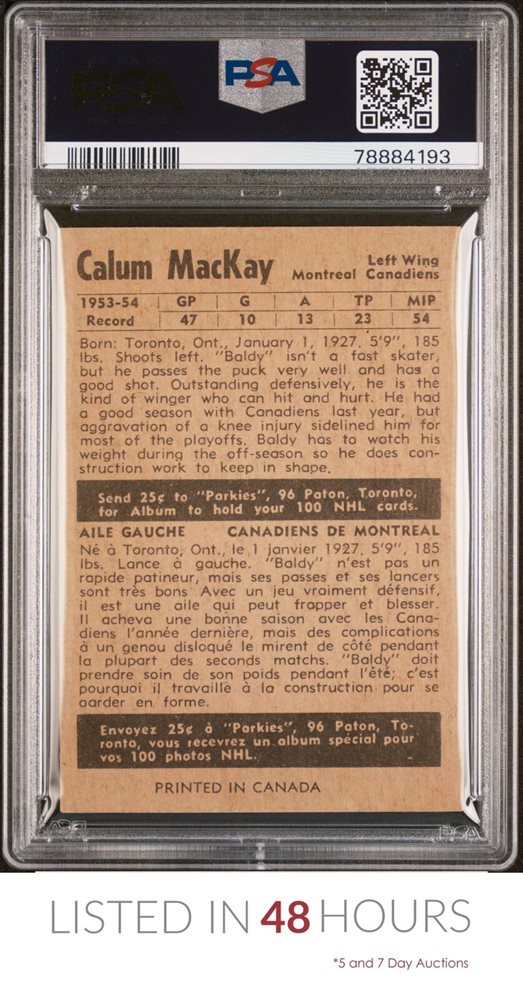 PSA
78884193
Calum MacKay
Left Wing
Montreal Canadiens
1953-54 | GP | G | A | TP | MIP
Record | 47 | 10 | 13 | 23 | 54
Born: Toronto, Ont., January 1, 1927. 5'9", 185
lbs. Shoots left. "Baldy" isn't a fast skater,
but he passes the puck very well and has a
good shot. Outstanding defensively, he is the
kind of winger who can hit and hurt. He had
a good season with Canadiens last year, but
aggravation of a knee injury sidelined him for
most of the playoffs. Baldy has to watch his
weight during the off-season so he does con-
struction work to keep in shape.
Send 25¢ to "Parkies", 96 Paton, Toronto,
for Album to hold your 100 NHL cards.
AILE GAUCHE CANADIENS DE MONTREAL
Né à Toronto, Ont., le 1 janvier 1927. 5'9", 185
lbs. Lance à gauche. "Baldy" n'est pas un
rapide patineur, mais ses passes et ses lancers
sont très bons Avec un jeu vraiment défensif,
il est une aile qui peut frapper et blesser.
Il acheva une bonne saison avec les Cana-
diens l'année dernière, mais des complications
à un genou disloqué le mirent de côté pendant
la plupart des seconds matchs. "Baldy" doit
prendre soin de son poids pendant l'été; c'est
pourquoi il travaille à la construction pour se
garder en forme.
Envoyez 25¢ à "Parkies", 96 Paton, To-
ronto, vous recevrez un album spécial pour
vos 100 photos NHL.
PRINTED IN CANADA
PSA
LISTED IN 48 HOURS
*5 and 7 Day Auctions